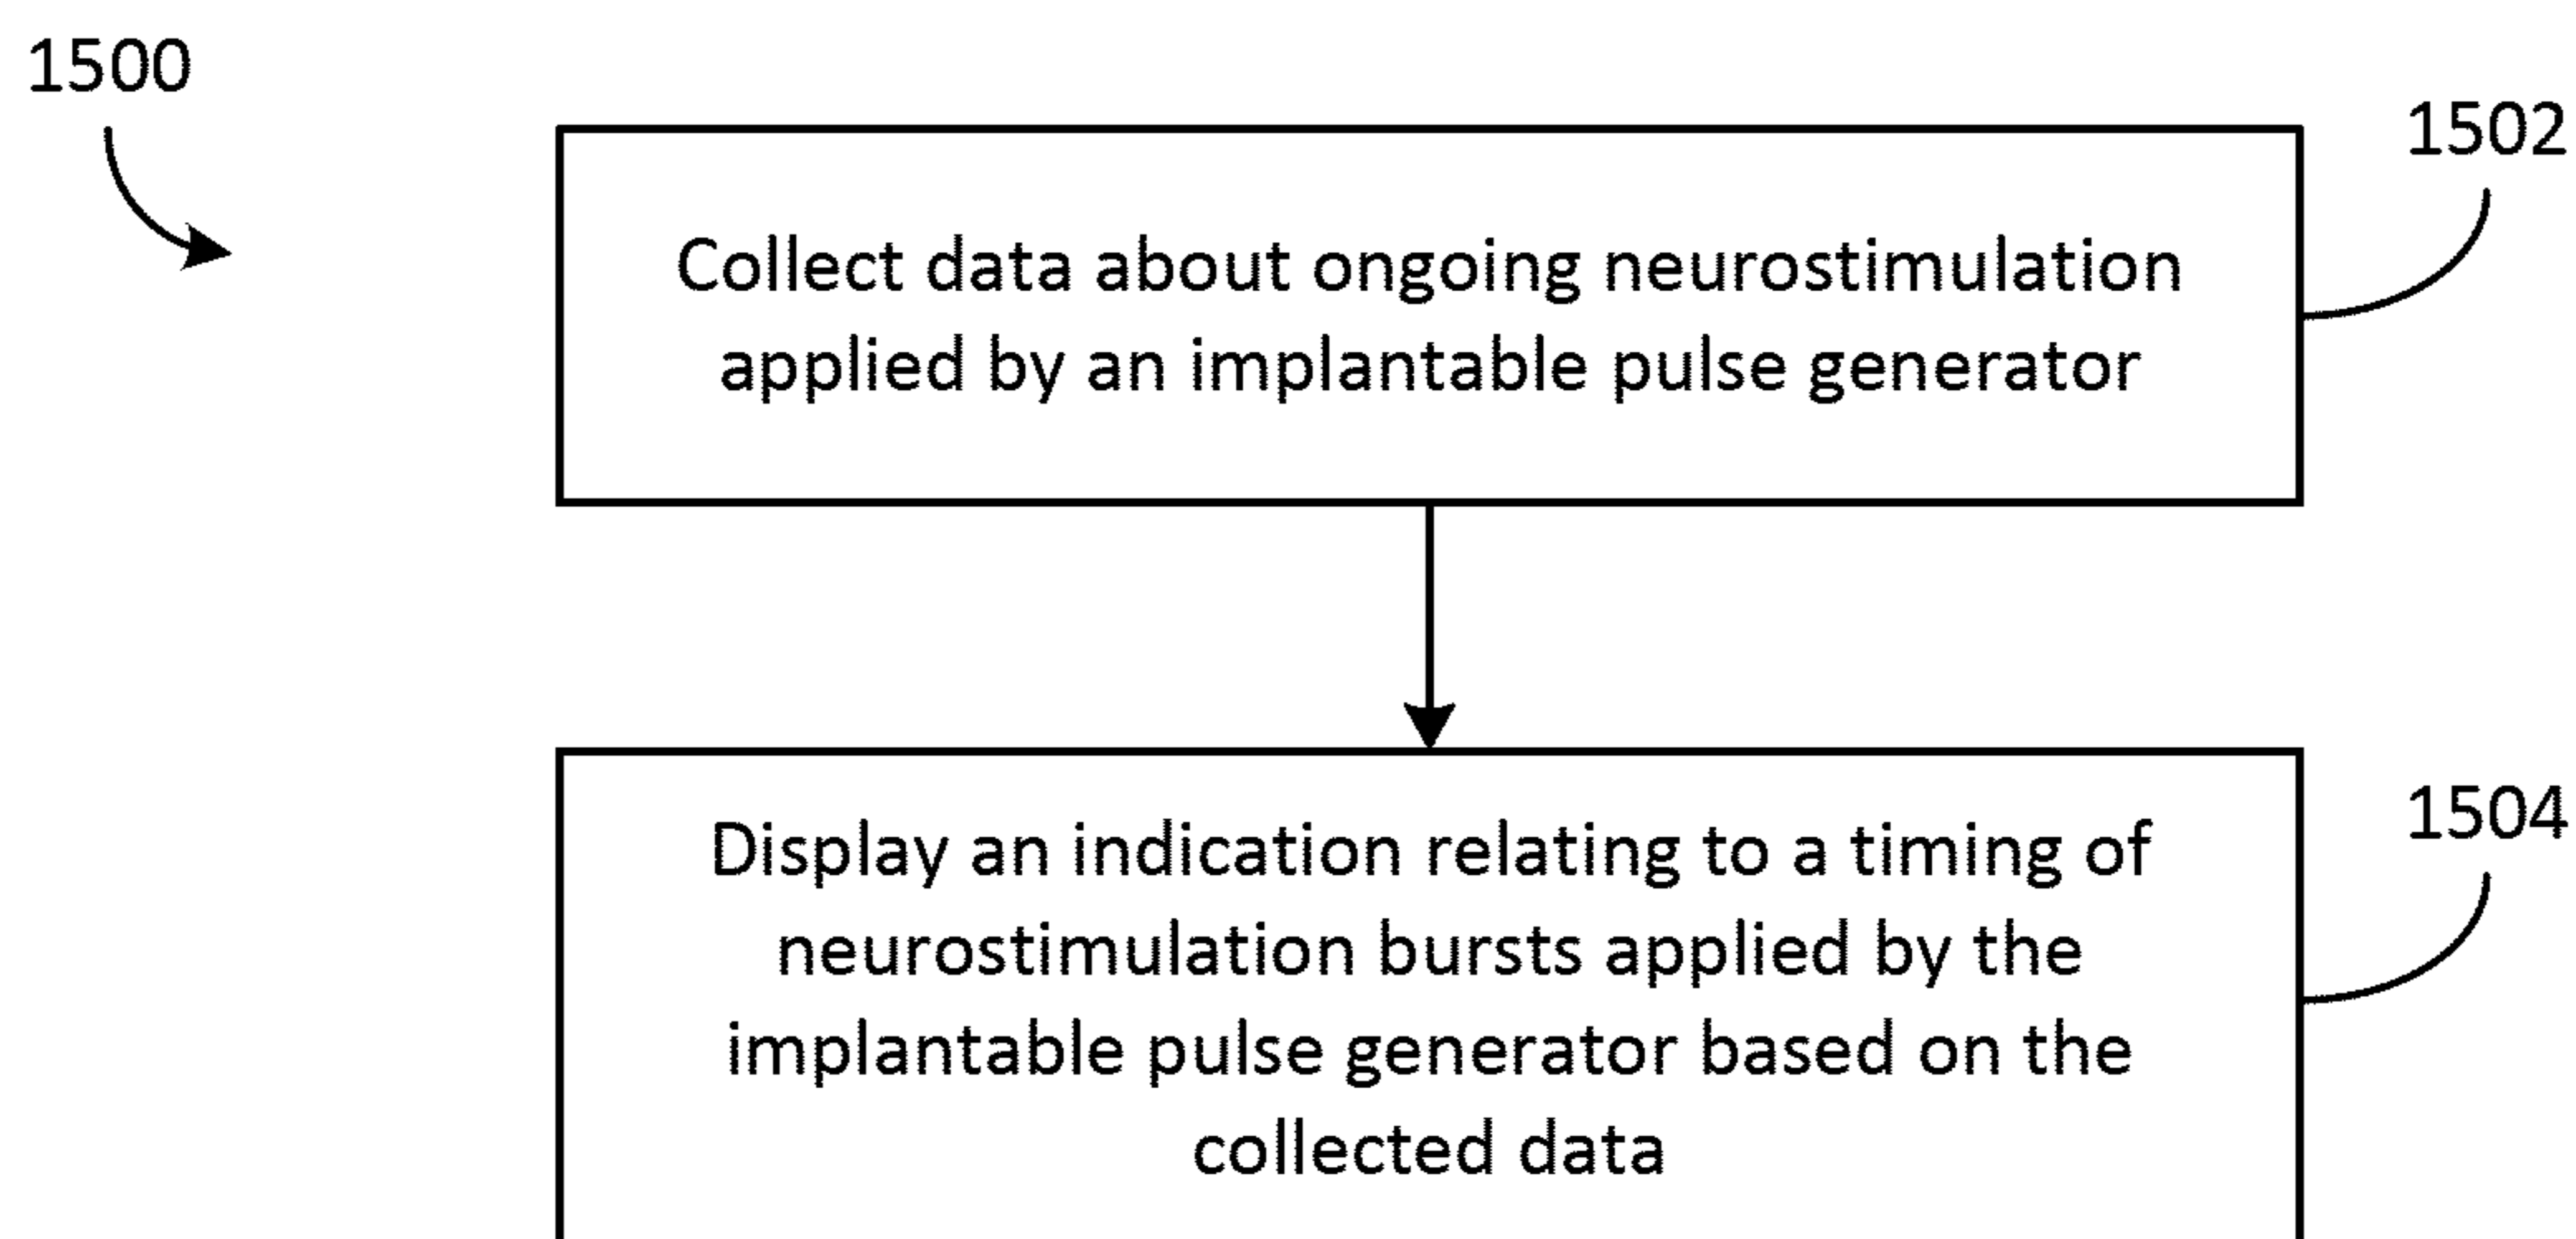 1500
1502
Collect data about ongoing neurostimulation
applied by an implantable pulse generator
1504
Display an indication relating to a timing of
neurostimulation bursts applied by the
implantable pulse generator based on the
collected data